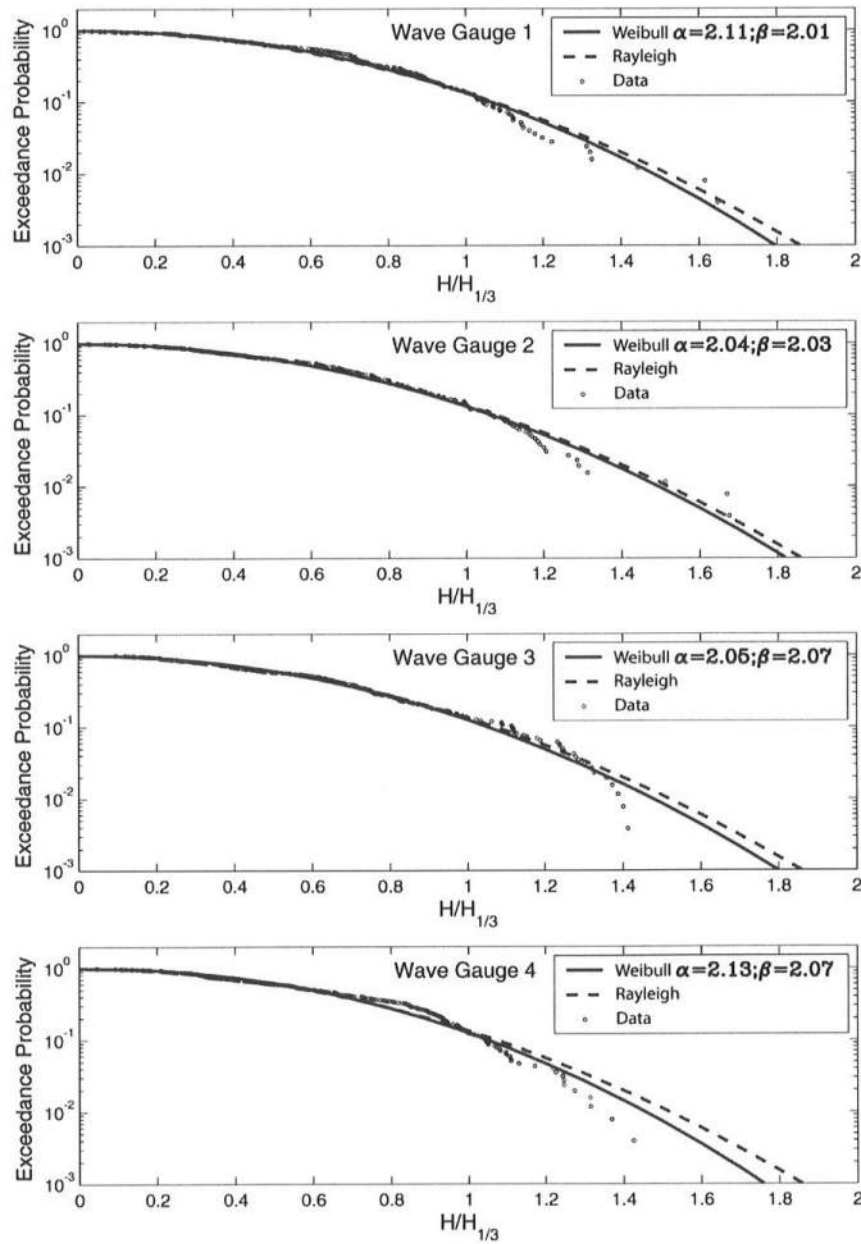 Wave Gauge 1
Weibull α=2.11;β=2.01
Rayleigh
Data
Exceedance Probability
10^0
10^-1
10^-2
10^-3
0 0.2 0.4 0.6 0.8 1 1.2 1.4 1.6 1.8 2
H/H_{1/3}
Wave Gauge 2
Weibull α=2.04;β=2.03
Rayleigh
Data
Exceedance Probability
10^0
10^-1
10^-2
10^-3
0 0.2 0.4 0.6 0.8 1 1.2 1.4 1.6 1.8 2
H/H_{1/3}
Wave Gauge 3
Weibull α=2.05;β=2.07
Rayleigh
Data
Exceedance Probability
10^0
10^-1
10^-2
10^-3
0 0.2 0.4 0.6 0.8 1 1.2 1.4 1.6 1.8 2
H/H_{1/3}
Wave Gauge 4
Weibull α=2.13;β=2.07
Rayleigh
Data
Exceedance Probability
10^0
10^-1
10^-2
10^-3
0 0.2 0.4 0.6 0.8 1 1.2 1.4 1.6 1.8 2
H/H_{1/3}